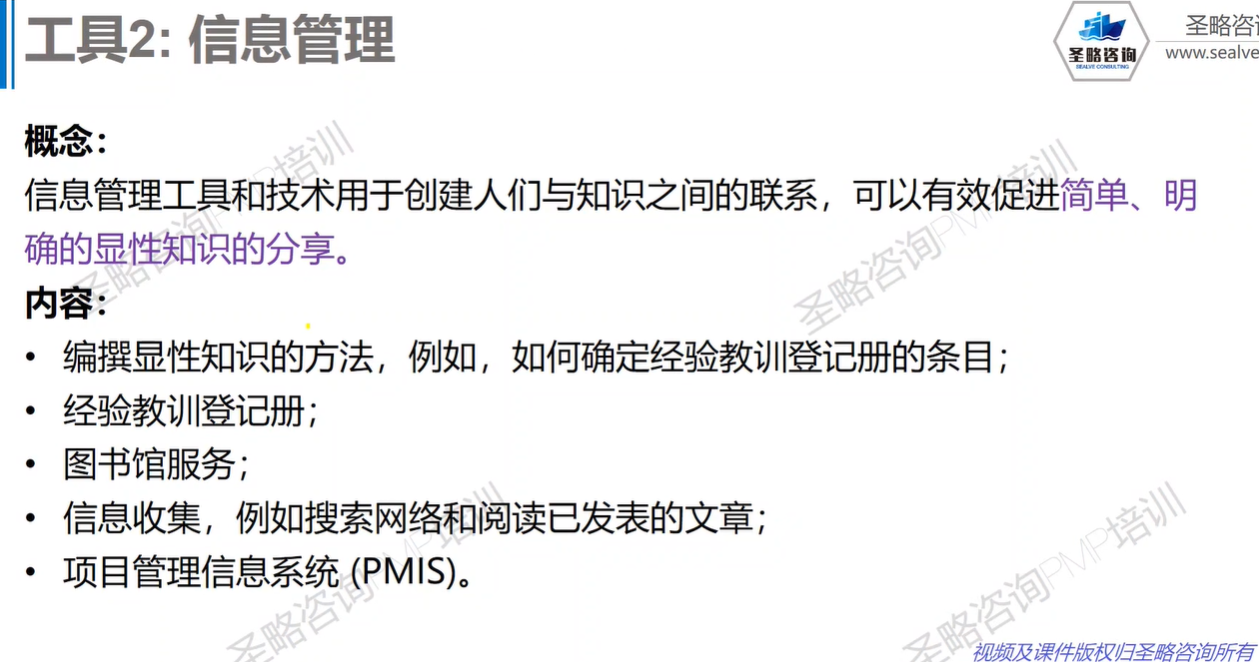 工具2: 信息管理
圣略咨询
SEALVE CONSULTING
圣略咨
www.sealve
概念：
信息管理工具和技术用于创建人们与知识之间的联系，可以有效促进简单、明
确的显性知识的分享。
内容：
• 编撰显性知识的方法，例如，如何确定经验教训登记册的条目；
• 经验教训登记册；
• 图书馆服务；
• 信息收集，例如搜索网络和阅读已发表的文章；
• 项目管理信息系统 (PMIS)。
圣略咨询PMP培训
圣略咨询PMP培训
圣略咨询PMP培训
圣略咨询PMP培训
视频及课件版权归圣略咨询所有